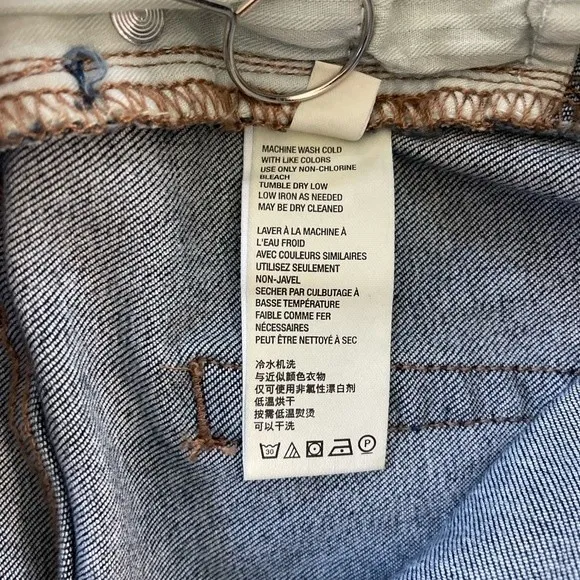 MACHINE WASH COLD
WITH LIKE COLORS
USE ONLY NON-CHLORINE
BLEACH
TUMBLE DRY LOW
LOW IRON AS NEEDED
MAY BE DRY CLEANED
LAVER À LA MACHINE À
L'EAU FROID
AVEC COULEURS SIMILAIRES
UTILISEZ SEULEMENT
NON-JAVEL
SECHER PAR CULBUTAGE À
BASSE TEMPÉRATURE
FAIBLE COMME FER
NÉCESSAIRES
PEUT ÊTRE NETTOYÉ À SEC
冷水机洗
与近似颜色衣物
仅可使用非氯性漂白剂
低温烘干
按需低温熨烫
可以干洗
30 P